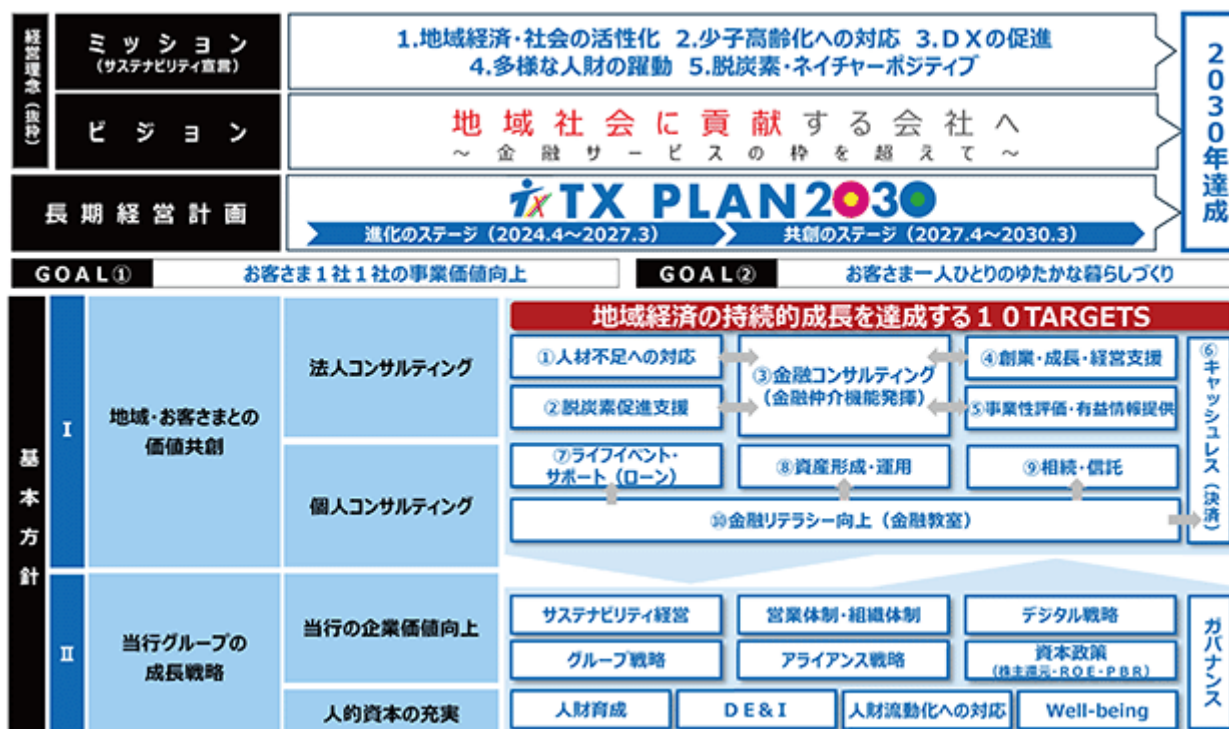 経営理念(抜粋)
ミッション
(サステナビリティ宣言)
1.地域経済・社会の活性化 2.少子高齢化への対応 3.DXの促進
4.多様な人財の躍動 5.脱炭素・ネイチャーポジティブ
2030年達成
ビジョン
地域社会に貢献する会社へ
～金融サービスの枠を超えて～
長期経営計画
TX PLAN2030
進化のステージ(2024.4～2027.3)
共創のステージ(2027.4～2030.3)
GOAL① お客さま1社1社の事業価値向上
GOAL② お客さま一人ひとりのゆたかな暮らしづくり
基本方針
Ⅰ
地域・お客さまとの
価値共創
法人コンサルティング
個人コンサルティング
地域経済の持続的成長を達成する10TARGETS
①人材不足への対応
②脱炭素促進支援
③金融コンサルティング
(金融仲介機能発揮)
④創業・成長・経営支援
⑤事業性評価・有益情報提供
⑥キャッシュレス(決済)
⑦ライフイベント・
サポート(ローン)
⑧資産形成・運用
⑨相続・信託
⑩金融リテラシー向上(金融教室)
Ⅱ
当行グループの
成長戦略
当行の企業価値向上
サステナビリティ経営
営業体制・組織体制
デジタル戦略
グループ戦略
アライアンス戦略
資本政策
(株主還元・ROE・PBR)
ガバナンス
人的資本の充実
人財育成
DE&I
人財流動化への対応
Well-being